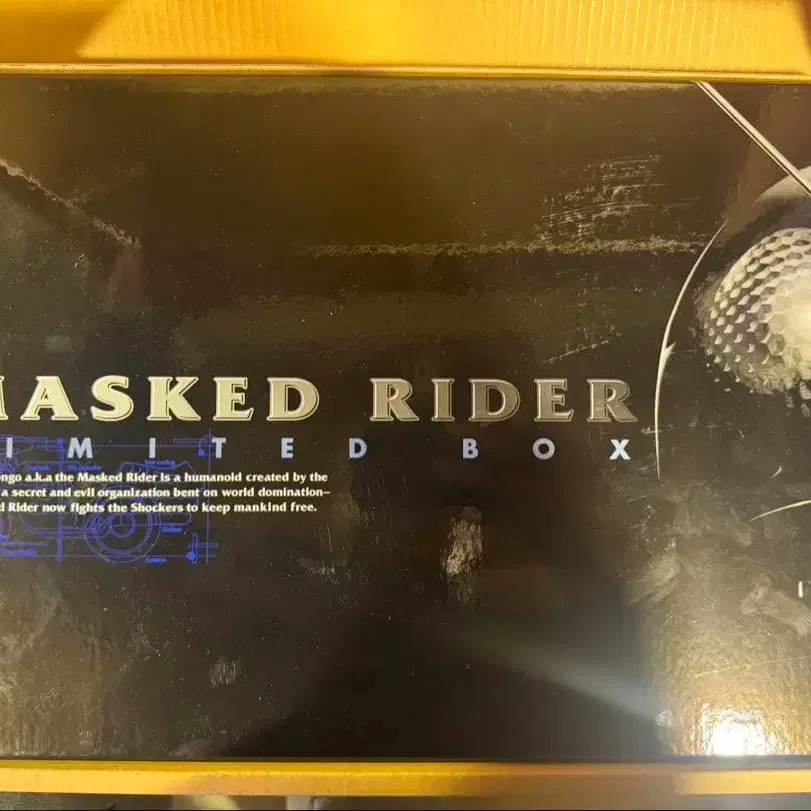 MASKED RIDER
IMITED BOX
ongo a.k.a the Masked Rider is a humanoid created by the
a secret and evil organization bent on world domination–
d Rider now fights the Shockers to keep mankind free.